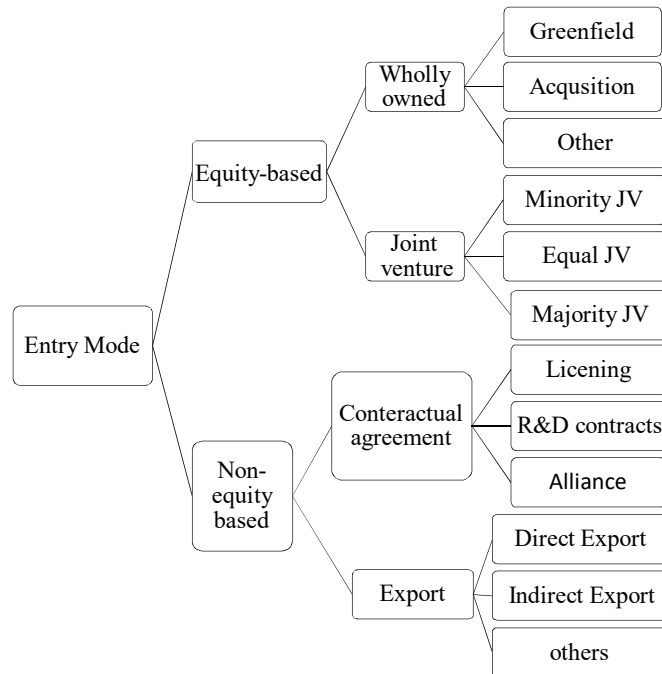 Greenfield
Wholly
owned
Acqusition
Other
Equity-based
Minority JV
Joint
venture
Equal JV
Majority JV
Entry Mode
Licening
Conteractual
agreement
R&D contracts
Non-
equity
based
Alliance
Direct Export
Export
Indirect Export
others